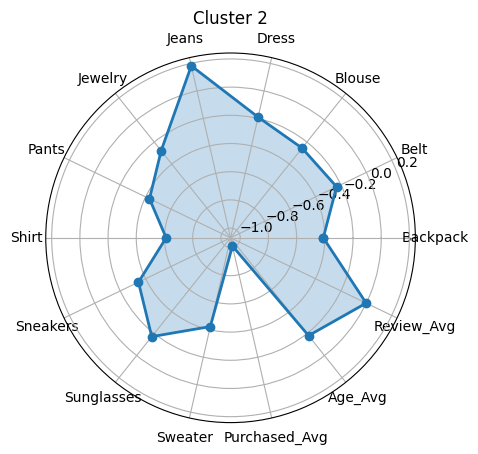 Cluster 2
Jeans
Dress
Jewelry
Blouse
Pants
Belt
0.2
0.0
−0.2
−0.4
−0.6
−0.8
−1.0
Shirt
Backpack
Sneakers
Review_Avg
Sunglasses
Age_Avg
Sweater
Purchased_Avg